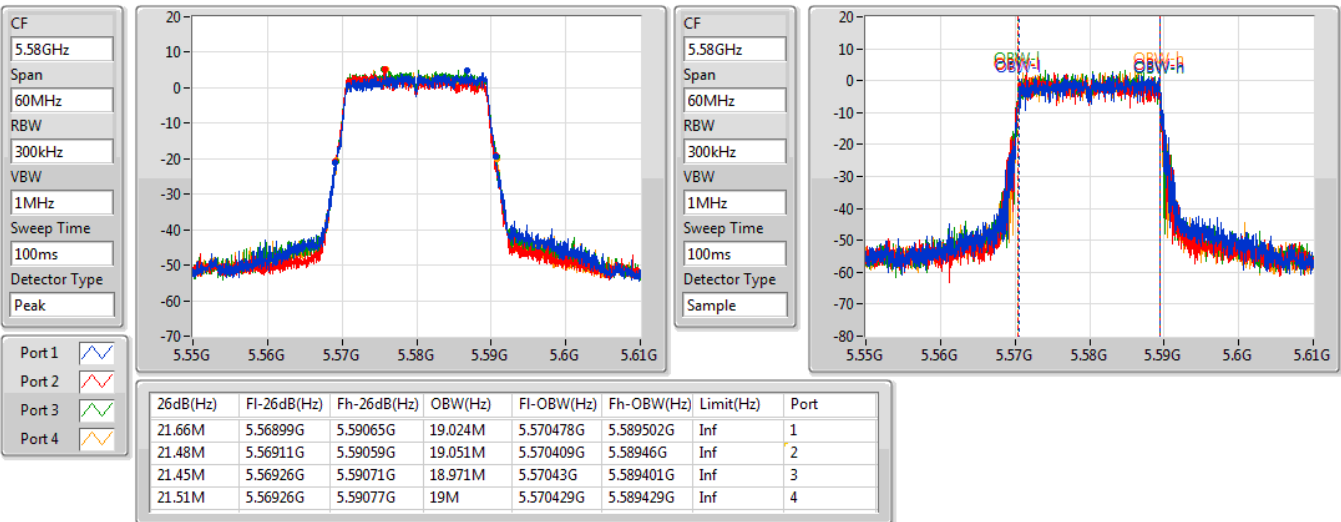 CF
5.58GHz
Span
60MHz
RBW
300kHz
VBW
1MHz
Sweep Time
100ms
Detector Type
Peak
20
10
0
-10
-20
-30
-40
-50
-60
-70
5.55G 5.56G 5.57G 5.58G 5.59G 5.6G 5.61G
CF
5.58GHz
Span
60MHz
RBW
300kHz
VBW
1MHz
Sweep Time
100ms
Detector Type
Sample
20
10
0
-10
-20
-30
-40
-50
-60
-70
-80
OBW-l OBW-h
5.55G 5.56G 5.57G 5.58G 5.59G 5.6G 5.61G
Port 1
Port 2
Port 3
Port 4
26dB(Hz) Fl-26dB(Hz) Fh-26dB(Hz) OBW(Hz) Fl-OBW(Hz) Fh-OBW(Hz) Limit(Hz) Port
21.66M 5.56899G 5.59065G 19.024M 5.570478G 5.589502G Inf 1
21.48M 5.56911G 5.59059G 19.051M 5.570409G 5.58946G Inf 2
21.45M 5.56926G 5.59071G 18.971M 5.57043G 5.589401G Inf 3
21.51M 5.56926G 5.59077G 19M 5.570429G 5.589429G Inf 4